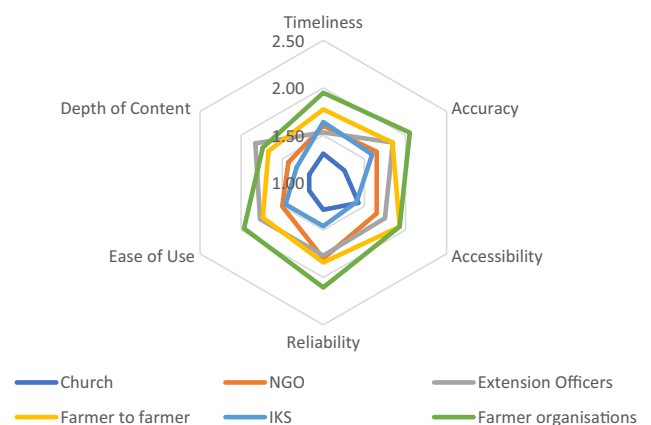 Timeliness
2.50
2.00
Depth of Content
Accuracy
1.50
1.00
Ease of Use
Accessibility
Reliability
Church NGO Extension Officers
Farmer to farmer IKS Farmer organisations